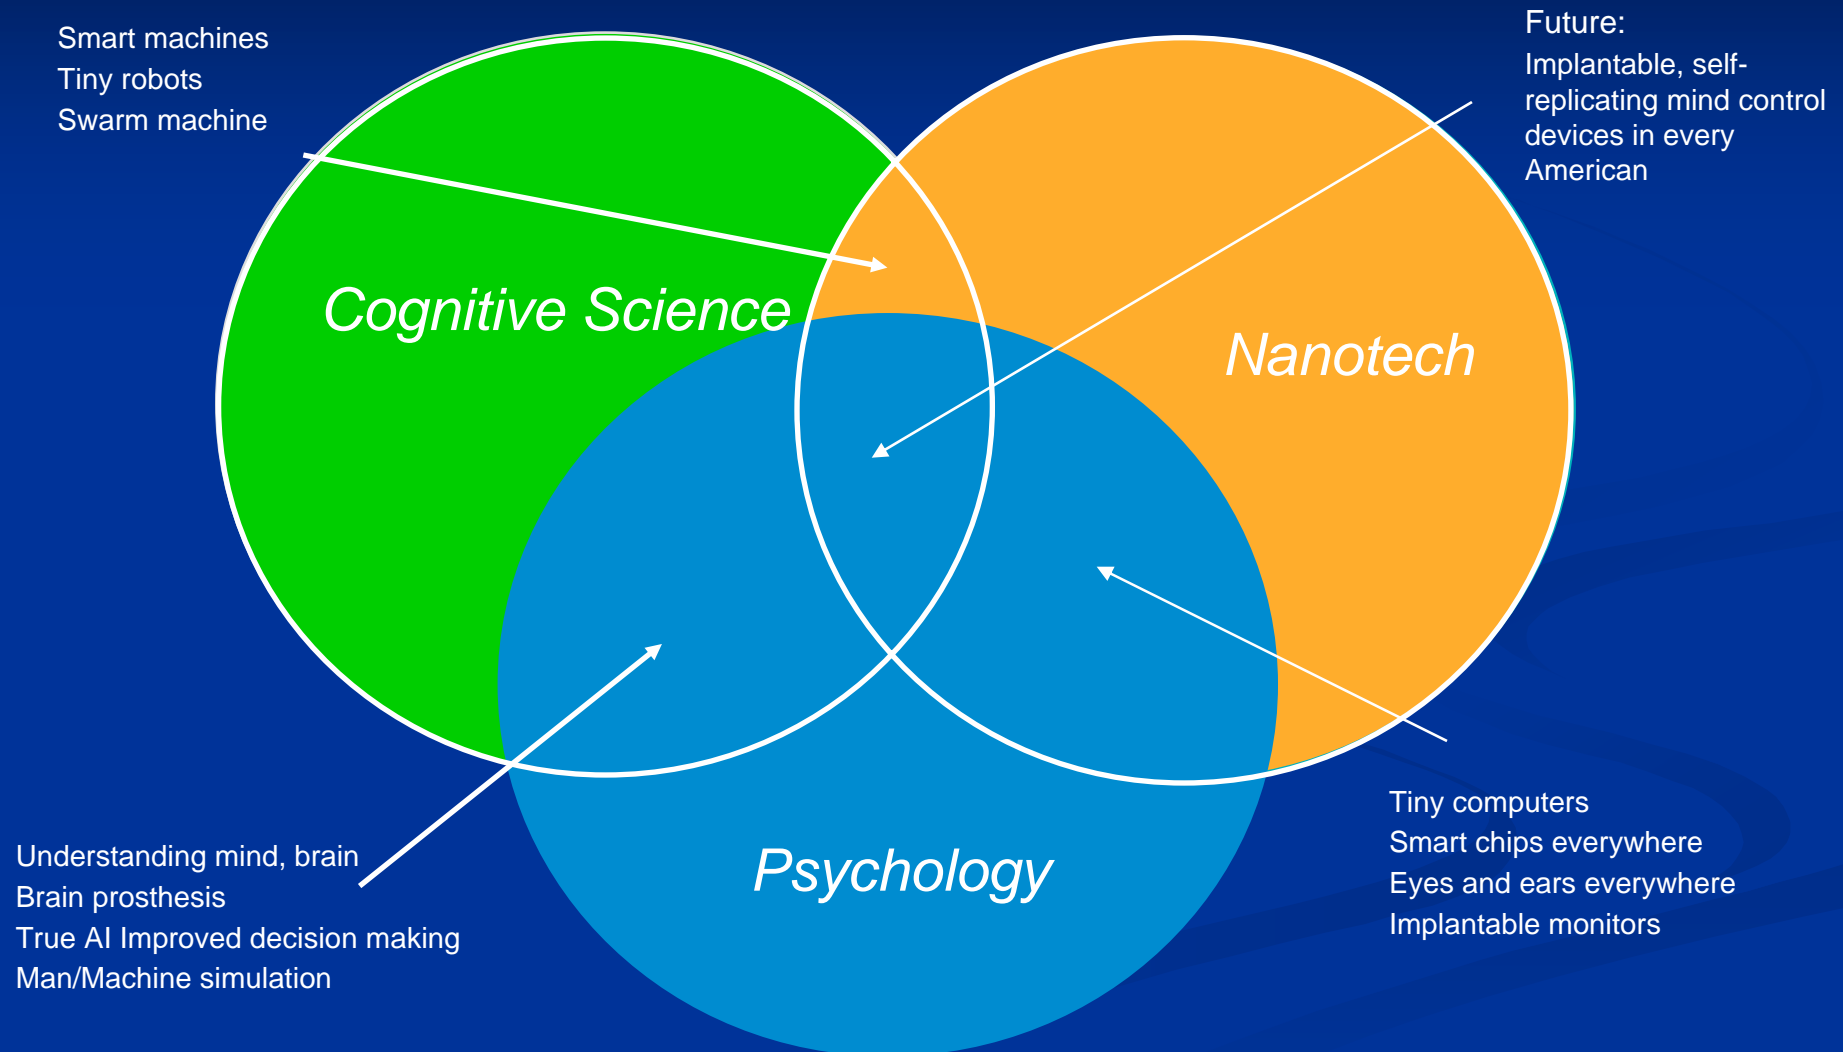 Smart machines
Tiny robots
Swarm machine
Future:
Implantable, self-
replicating mind control
devices in every
American
Cognitive Science
Nanotech
Psychology
Understanding mind, brain
Brain prosthesis
True AI Improved decision making
Man/Machine simulation
Tiny computers
Smart chips everywhere
Eyes and ears everywhere
Implantable monitors